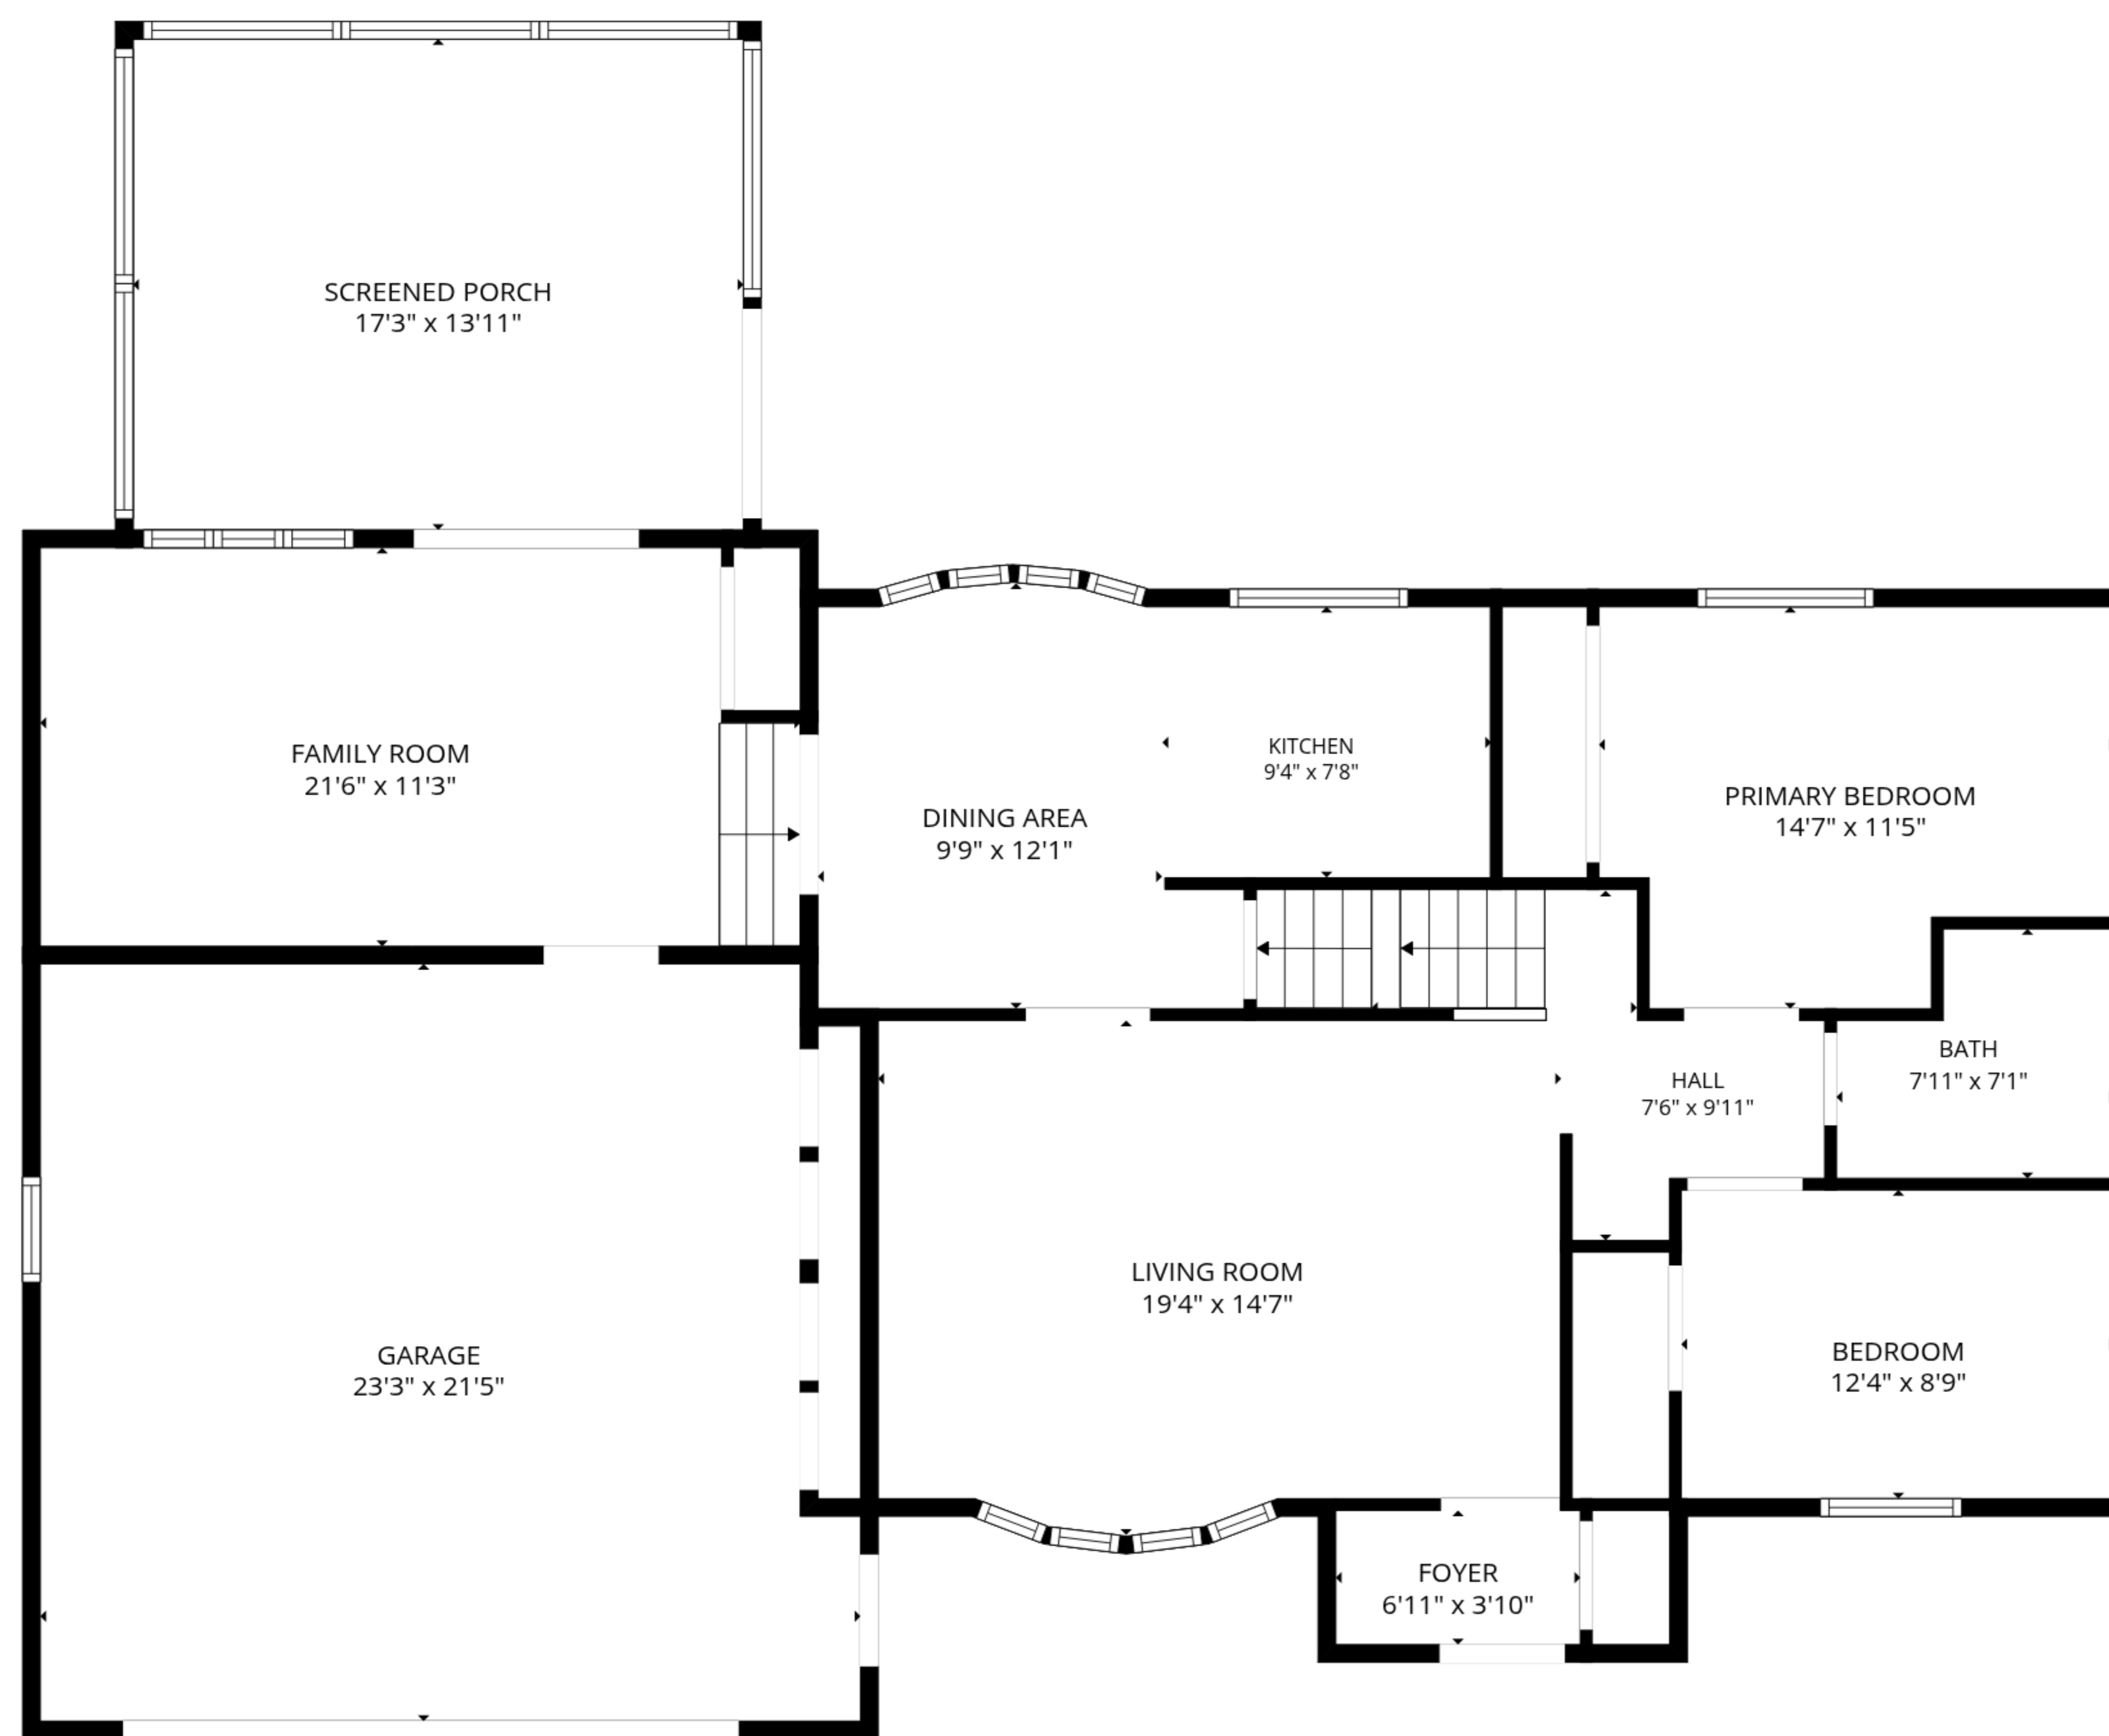 SCREENED PORCH
17'3" x 13'11"
FAMILY ROOM
21'6" x 11'3"
KITCHEN
9'4" x 7'8"
DINING AREA
9'9" x 12'1"
PRIMARY BEDROOM
14'7" x 11'5"
BATH
7'11" x 7'1"
HALL
7'6" x 9'11"
LIVING ROOM
19'4" x 14'7"
GARAGE
23'3" x 21'5"
BEDROOM
12'4" x 8'9"
FOYER
6'11" x 3'10"